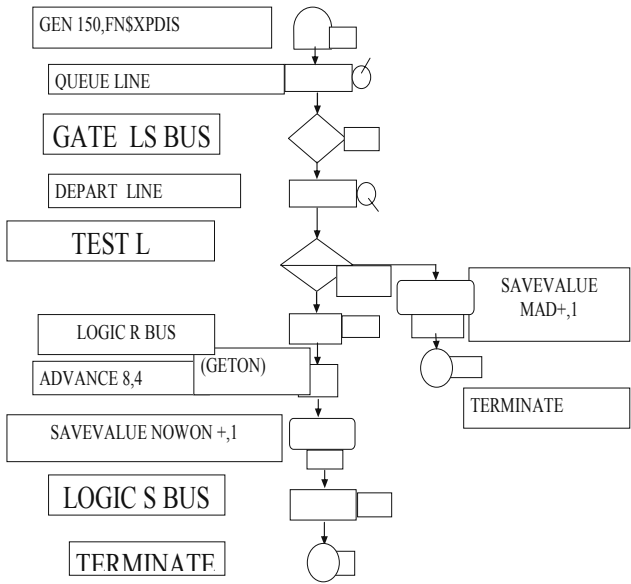 GEN 150,FN$XPDIS
QUEUE LINE
GATE LS BUS
DEPART LINE
TEST L
SAVEVALUE
MAD+,1
LOGIC R BUS
(GETON)
ADVANCE 8,4
TERMINATE
SAVEVALUE NOWON +,1
LOGIC S BUS
TERMINATE